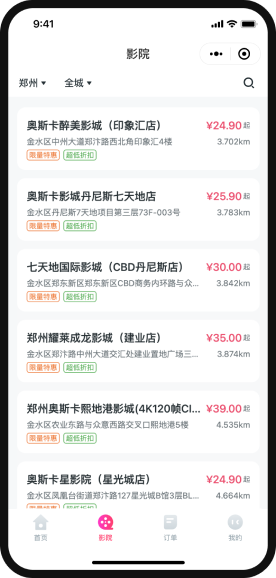 9:41
影院
郑州 全城
奥斯卡醉美影城（印象汇店） ¥24.90起
金水区中州大道郑汴路西北角印象汇4楼 3.702km
限量特惠 超低折扣
奥斯卡影城丹尼斯七天地店 ¥25.90起
金水区丹尼斯7天地项目第三层73F-003号 3.783km
限量特惠 超低折扣
七天地国际影城（CBD丹尼斯店） ¥30.00起
金水区郑东新区郑东新区CBD商务内环路与众... 3.842km
限量特惠 超低折扣
郑州耀莱成龙影城（建业店） ¥35.00起
金水区郑汴路中州大道交汇处建业置地广场三... 3.874km
限量特惠 超低折扣
郑州奥斯卡熙地港影城(4K120帧CI... ¥39.00起
金水区农业东路与众意西路交叉口熙地港5楼 4.535km
限量特惠 超低折扣
奥斯卡星影院（星光城店） ¥24.90起
金水区凤凰台街道郑汴路127号星光城B馆3层BL... 4.664km
限量特惠 超低折扣
首页 影院 订单 我的